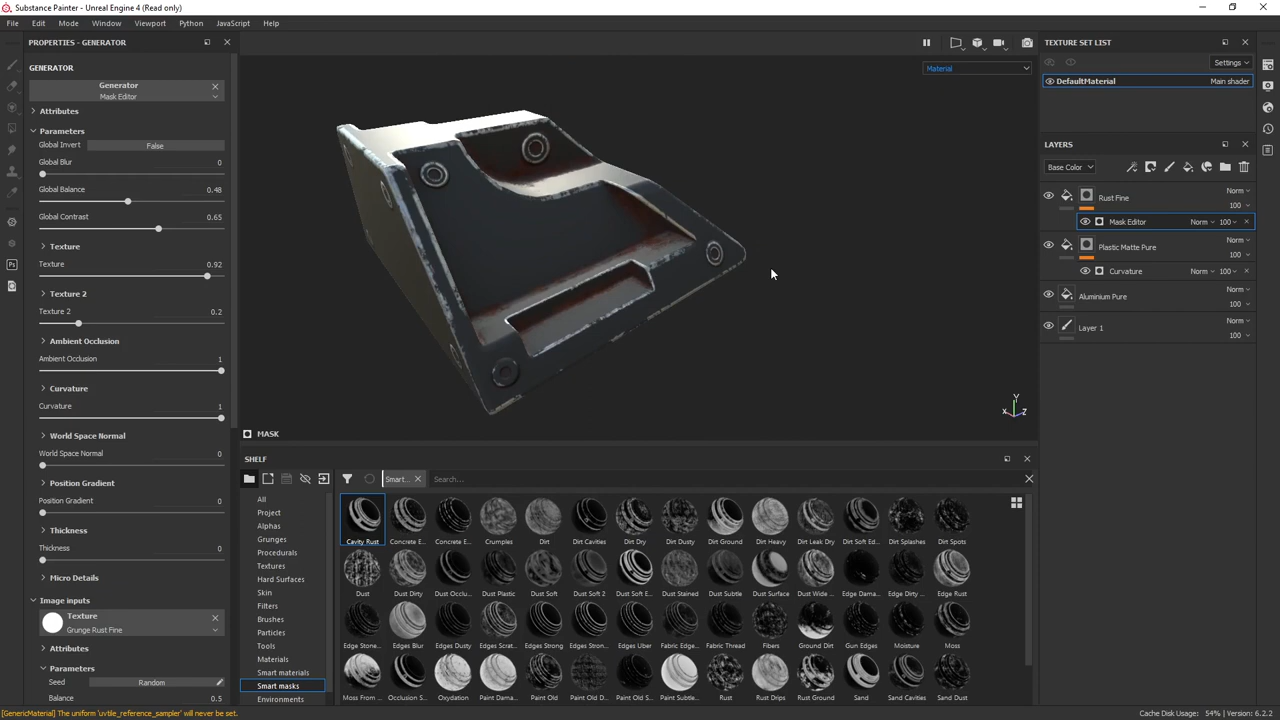 Substance Painter - Unreal Engine 4 (Read only)
File Edit Mode Window Viewport Python JavaScript Help
PROPERTIES - GENERATOR
GENERATOR
Generator
Mask Editor
Attributes
Parameters
Global Invert False
Global Blur 0
Global Balance 0.48
Global Contrast 0.65
Texture
Texture 0.92
Texture 2
Texture 2 0.2
Ambient Occlusion
Ambient Occlusion 1
Curvature
Curvature 1
World Space Normal
World Space Normal 0
Position Gradient
Position Gradient 0
Thickness
Thickness 0
Micro Details
Image inputs
Texture
Grunge Rust Fine
Attributes
Parameters
Seed Random
Balance 0.5
Material
Y
X Z
MASK
SHELF
Smart... Search...
All
Project
Alphas
Grunges
Procedurals
Textures
Hard Surfaces
Skin
Filters
Brushes
Particles
Tools
Materials
Smart materials
Smart masks
Environments
Cavity Rust Concrete E... Concrete E... Crumples Dirt Dirt Cavities Dirt Dry Dirt Dusty Dirt Ground Dirt Heavy Dirt Leak Dry Dirt Soft Ed... Dirt Splashes Dirt Spots
Dust Dust Dirty Dust Occlu... Dust Plastic Dust Soft Dust Soft 2 Dust Soft E... Dust Stained Dust Subtle Dust Surface Dust Wide ... Edge Dama... Edge Dirty ... Edge Rust
Edge Stone... Edges Blur Edges Dusty Edges Scrat... Edges Strong Edges Stron... Edges Uber Fabric Edge... Fabric Thread Fibers Ground Dirt Gun Edges Moisture Moss
Moss From ... Occlusion S... Oxydation Paint Dama... Paint Old Paint Old D... Paint Old S... Paint Subtle... Rust Rust Drips Rust Ground Sand Sand Cavities Sand Dust
TEXTURE SET LIST
Settings
DefaultMaterial Main shader
LAYERS
Base Color
Rust Fine Norm 100
Mask Editor Norm 100
Plastic Matte Pure Norm 100
Curvature Norm 100
Aluminium Pure Norm 100
Layer 1 Norm 100
Ps
[GenericMaterial] The uniform 'uvtile_reference_sampler' will never be set.
Cache Disk Usage: 54% | Version: 6.2.2